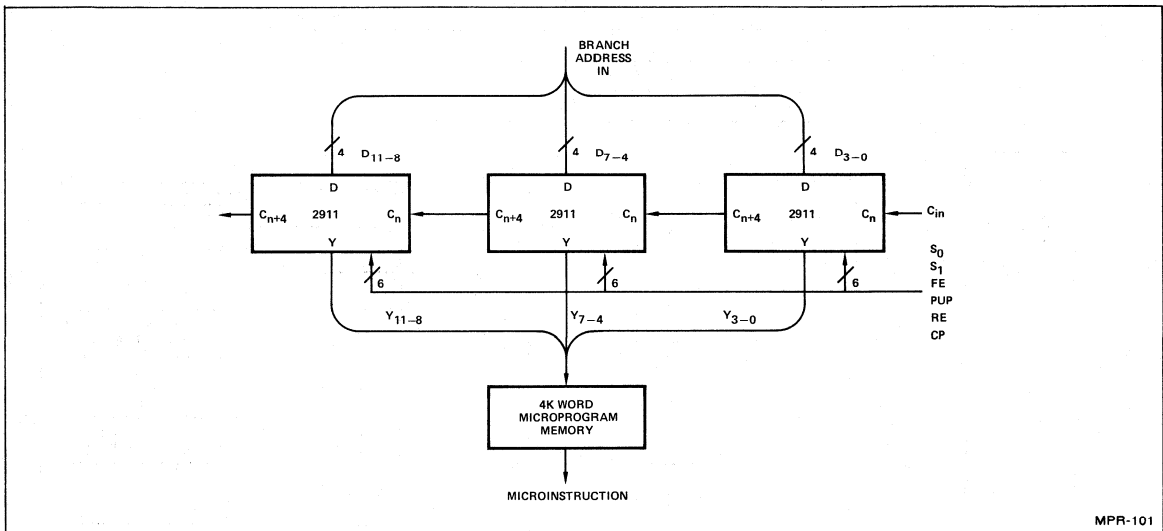 BRANCH
ADDRESS
IN
4 D11–8 4 D7–4 4 D3–0
D D D
Cn+4 2911 Cn Cn+4 2911 Cn Cn+4 2911 Cn Cin
Y Y Y
6 6 6
S0
S1
FE
PUP
RE
CP
Y11–8 Y7–4 Y3–0
4K WORD
MICROPROGRAM
MEMORY
MICROINSTRUCTION
MPR-101